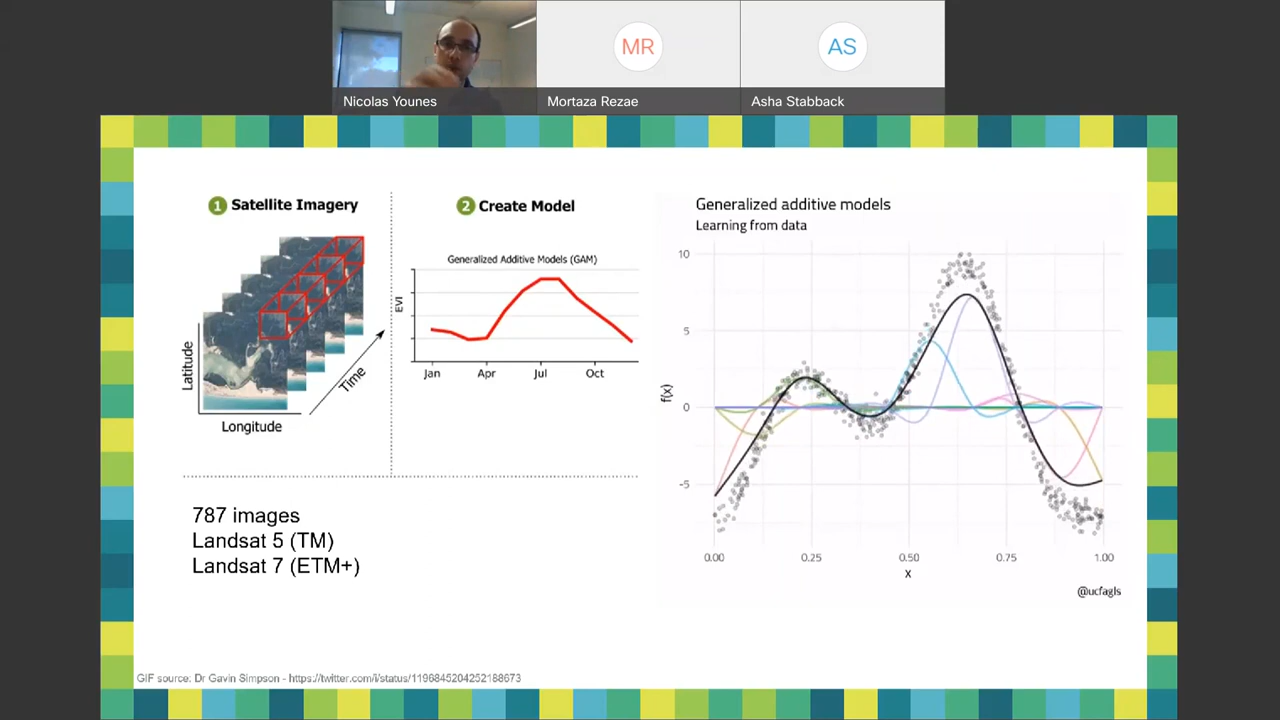 MR
AS
Nicolas Younes
Mortaza Rezae
Asha Stabback
1 Satellite Imagery
Latitude
Longitude
Time
2 Create Model
Generalized Additive Models (GAM)
EVI
Jan Apr Jul Oct
Generalized additive models
Learning from data
10
5
0
-5
f(x)
0.00 0.25 0.50 0.75 1.00
x
@ucfagls
787 images
Landsat 5 (TM)
Landsat 7 (ETM+)
GIF source: Dr Gavin Simpson - https://twitter.com/i/status/1196845204252188673